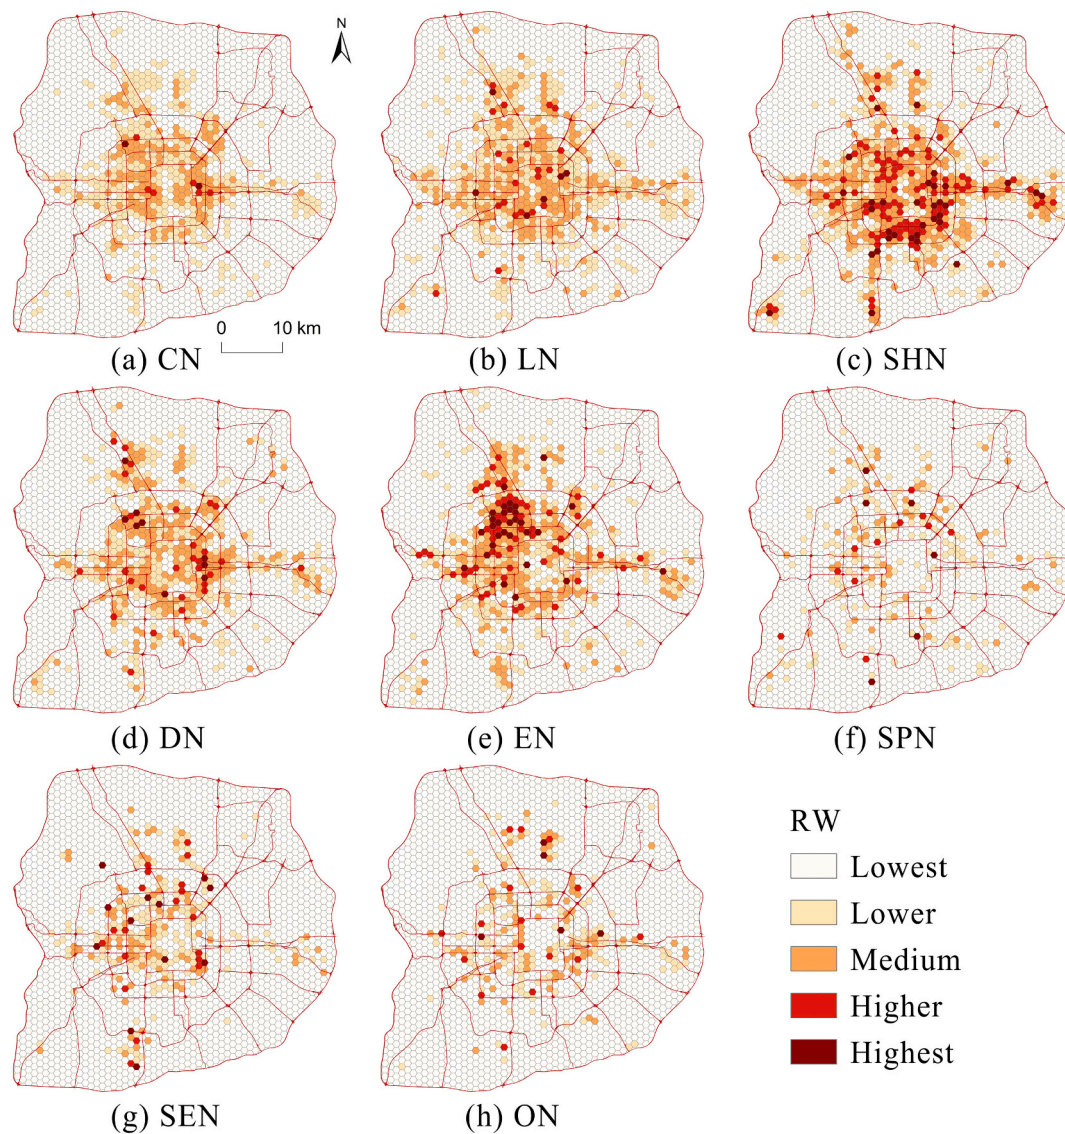 N
0 10 km
(a) CN
(b) LN
(c) SHN
(d) DN
(e) EN
(f) SPN
RW
Lowest
Lower
Medium
Higher
Highest
(g) SEN
(h) ON